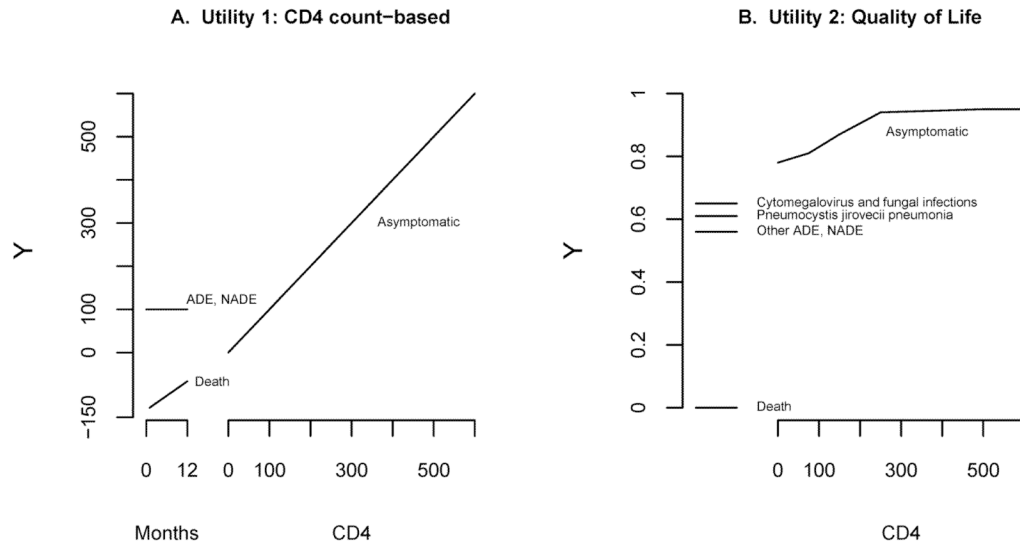 A. Utility 1: CD4 count−based
Y
500
300
100
0
−150
Asymptomatic
ADE, NADE
Death
0 12
0 100 300 500
Months
CD4
B. Utility 2: Quality of Life
Y
1
0.8
0.6
0.4
0.2
0
Asymptomatic
Cytomegalovirus and fungal infections
Pneumocystis jirovecii pneumonia
Other ADE, NADE
Death
0 100 300 500
CD4